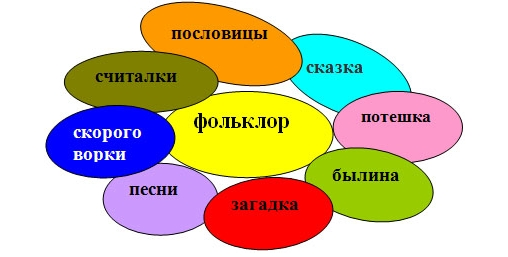 пословицы
сказка
считалки
фольклор
потешка
скорого
ворки
былина
песни
загадка